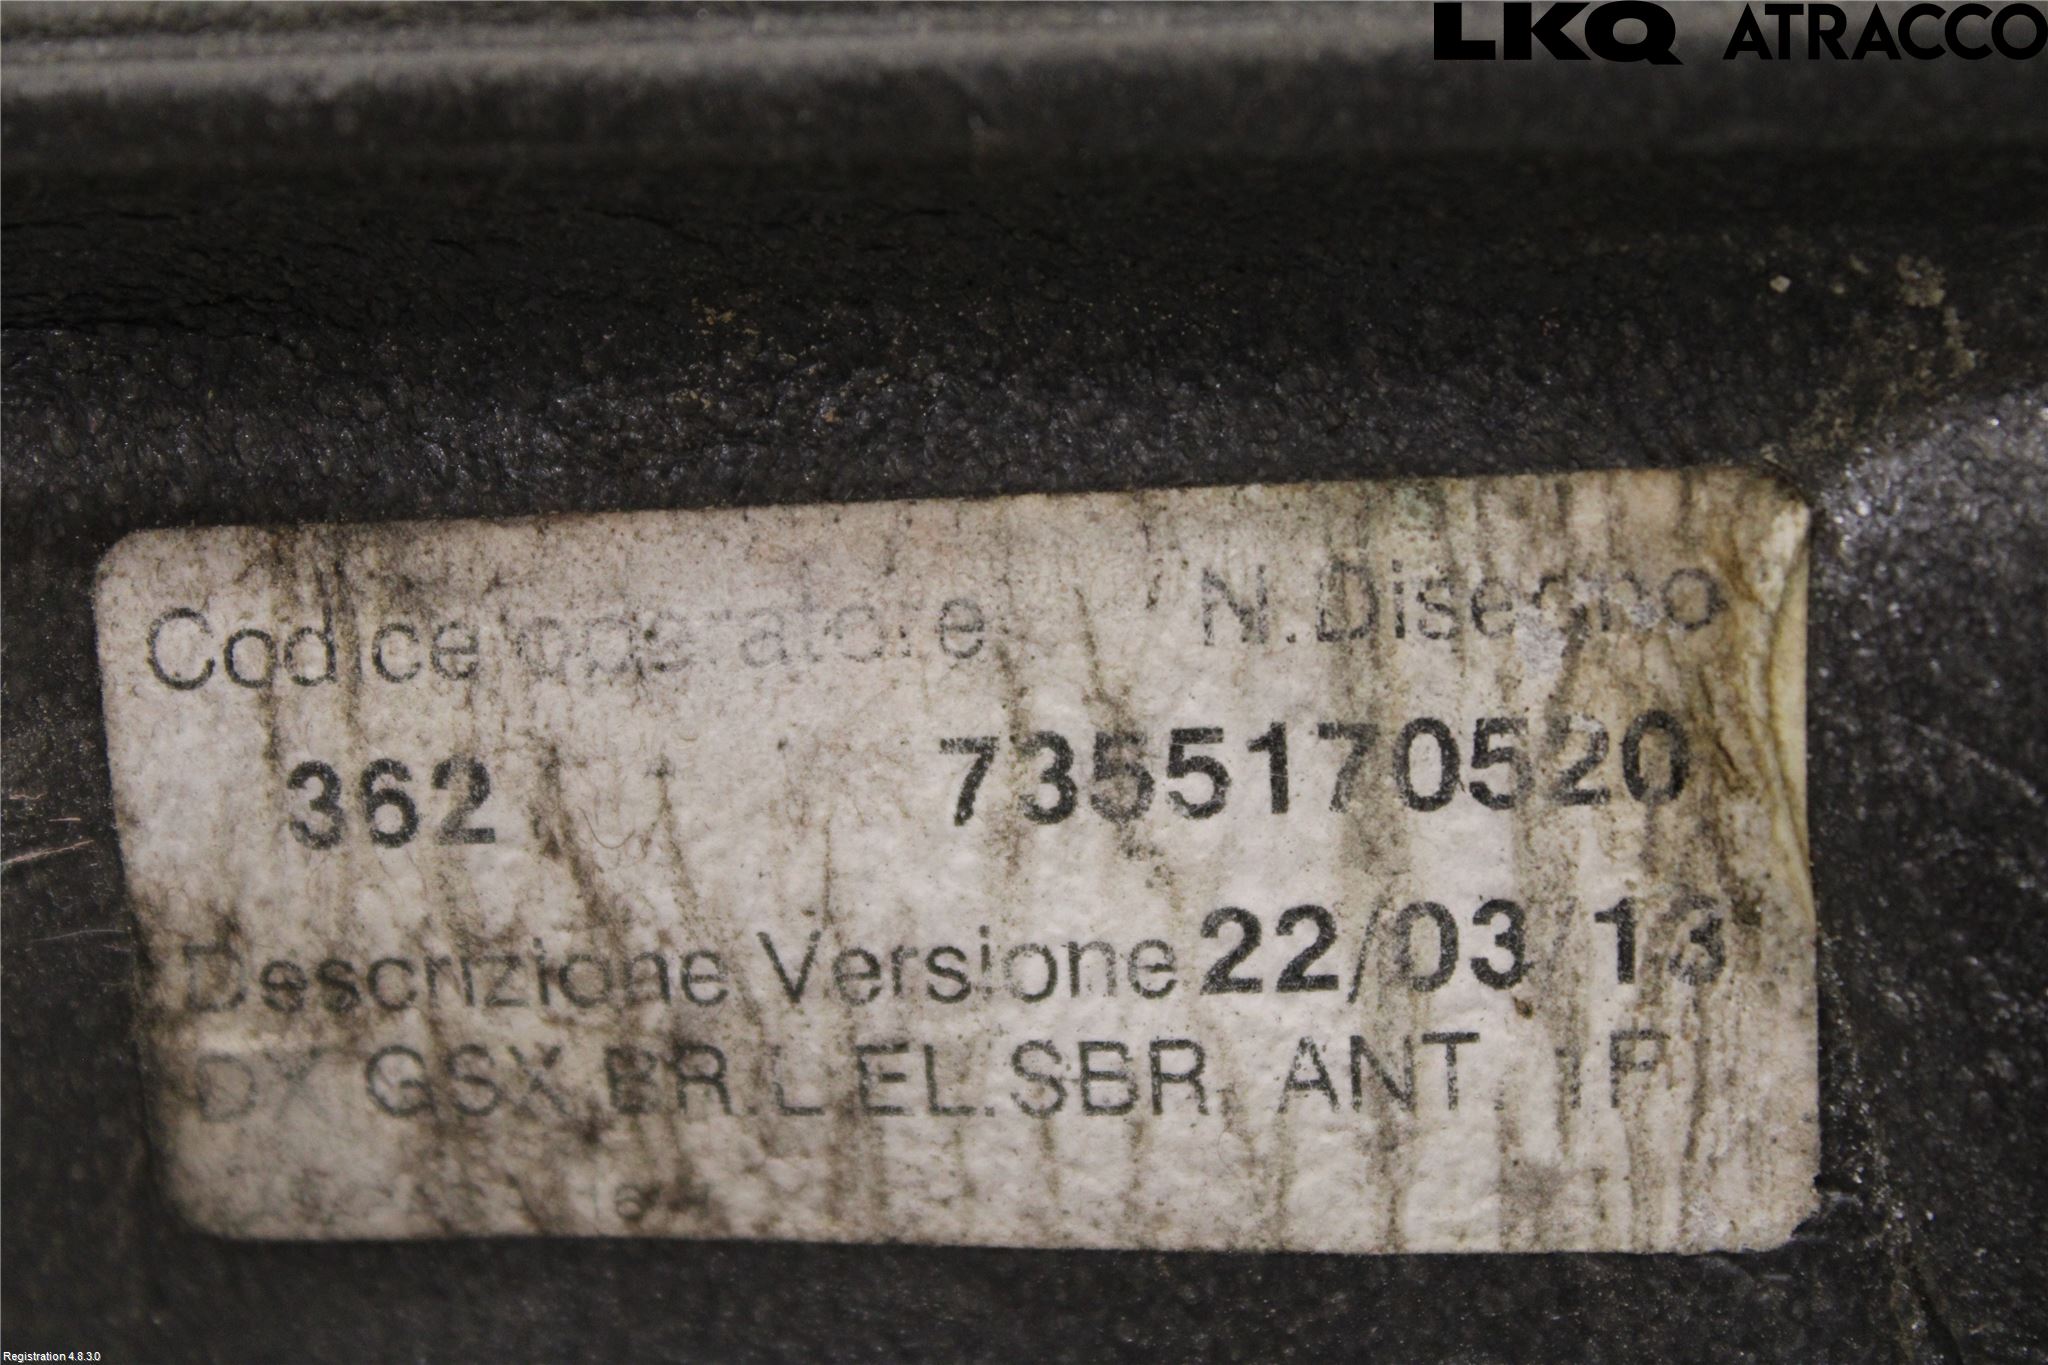 LKQ ATRACCO
Codice operatore N.Disegno
362 7355170520
Descrizione Versione 22/03/13
DX GSX BR.L.EL.SBR. ANT. 1P
Registration 4.8.3.0